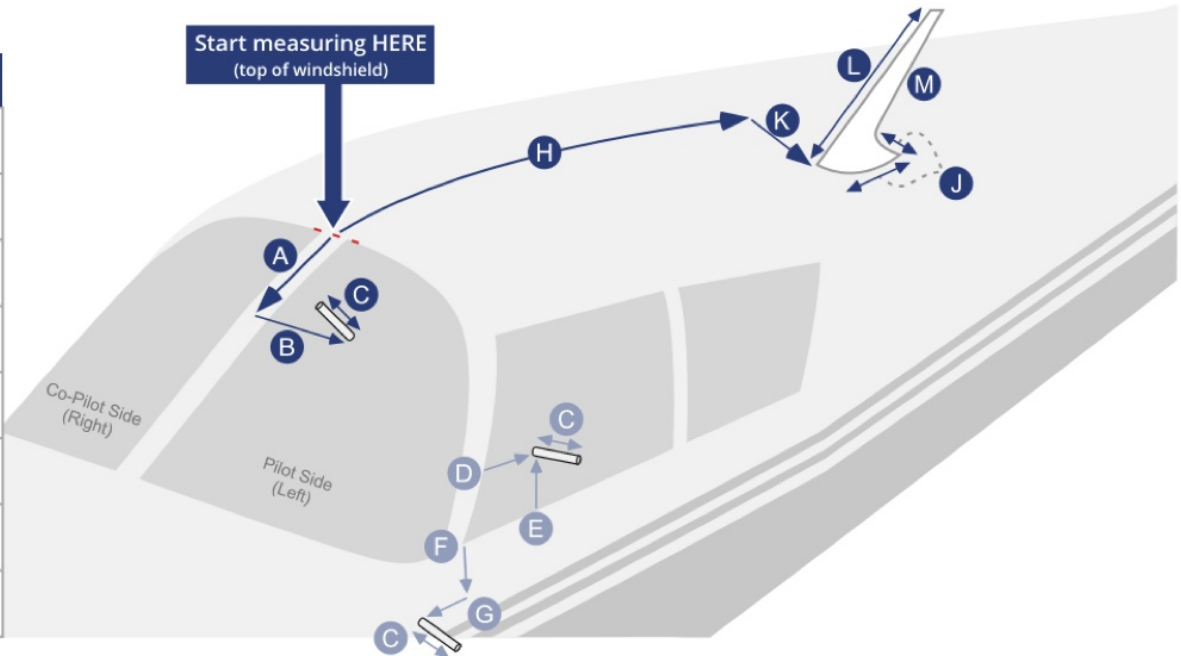 Start measuring HERE
(top of windshield)
L
M
K
H
J
A
C
B
Co-Pilot Side
(Right)
C
D
Pilot Side
(Left)
E
F
G
C